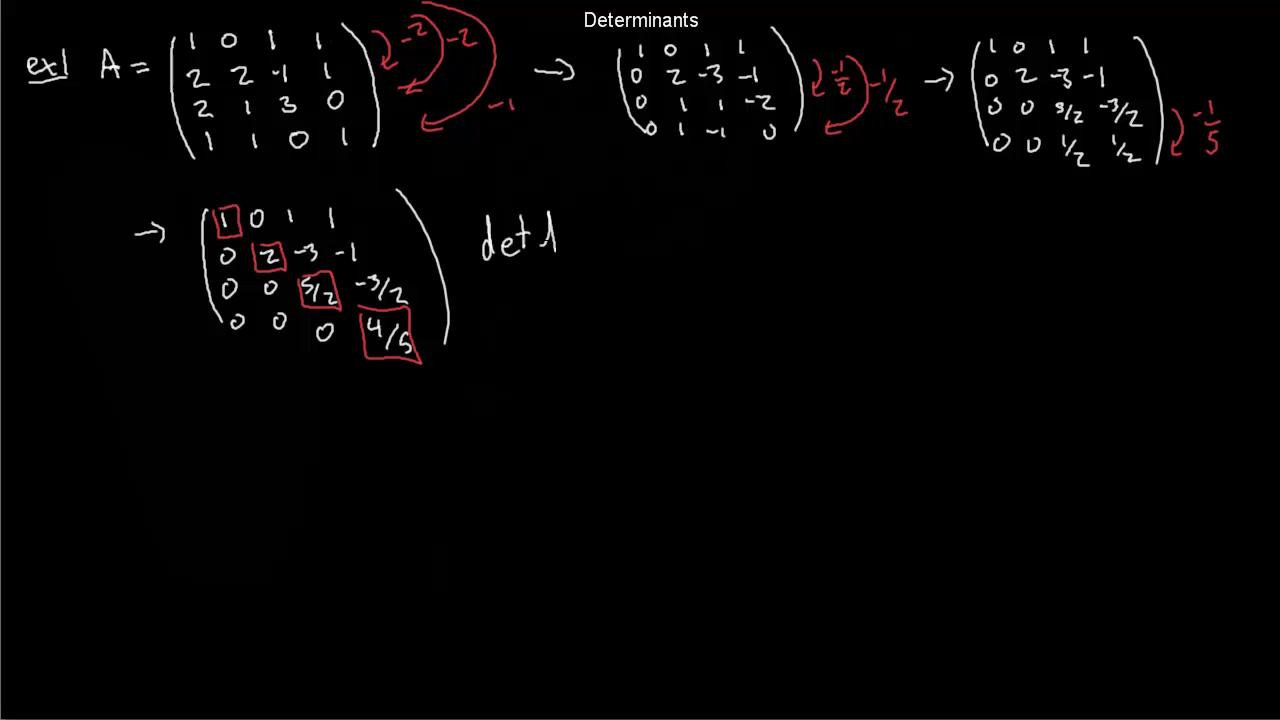 Determinants
ex1 A = ( 1 0 1 1 -2 -2 -1 → ( 1 0 1 1 → ( 1 0 1 1
2 2 -1 1 0 2 -3 -1 -1/2 -1/2 0 2 -3 -1
2 1 3 0 0 1 1 -2 0 0 5/2 -3/2 -1/5
1 1 0 1 ) 0 1 -1 0 ) 0 0 1/2 1/2 )
→ ( 1 0 1 1
0 2 -3 -1 det
0 0 5/2 -3/2
0 0 0 4/5 )